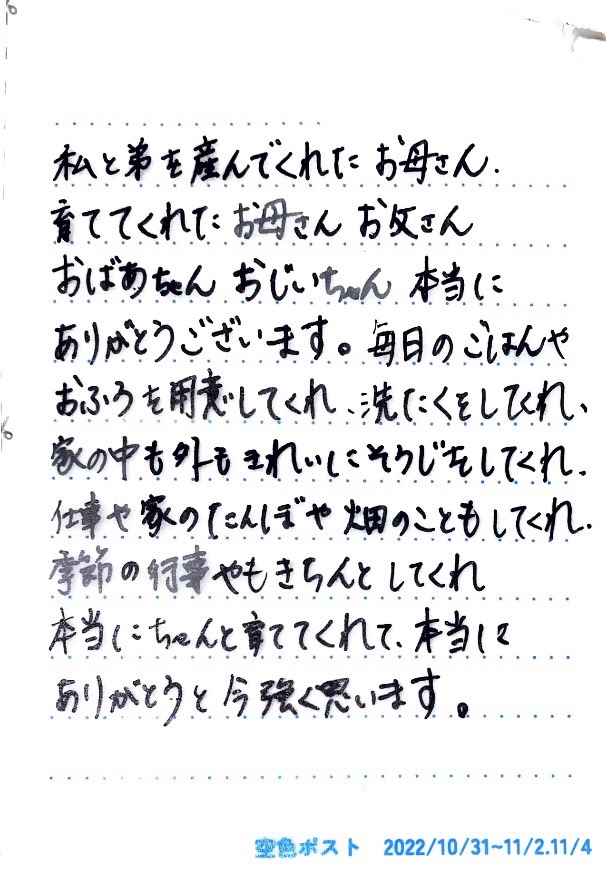 私と弟を産んでくれたお母さん.
育ててくれたお母さん お父さん
おばあちゃん おじいちゃん 本当に
ありがとうございます。毎日のごはんや
おふろを用意してくれ、洗たくをしてくれ、
家の中も外もきれいにそうじをしてくれ.
仕事や家のたんぼや畑のこともしてくれ.
季節の行事やもきちんとしてくれ
本当にちゃんと育ててくれて、本当に
ありがとうと今強く思います。
空色ポスト 2022/10/31~11/2.11/4